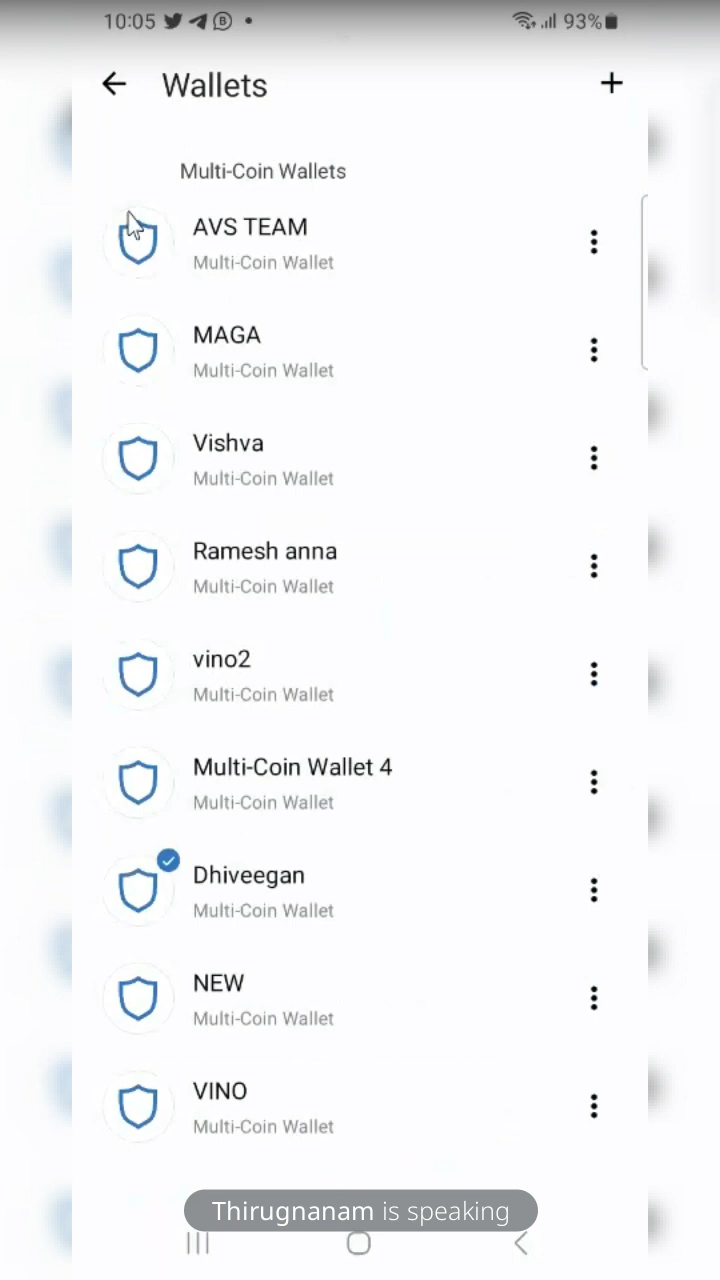 10:05 93%
Wallets
Multi-Coin Wallets
AVS TEAM
Multi-Coin Wallet
MAGA
Multi-Coin Wallet
Vishva
Multi-Coin Wallet
Ramesh anna
Multi-Coin Wallet
vino2
Multi-Coin Wallet
Multi-Coin Wallet 4
Multi-Coin Wallet
Dhiveegan
Multi-Coin Wallet
NEW
Multi-Coin Wallet
VINO
Multi-Coin Wallet
Thirugnanam is speaking